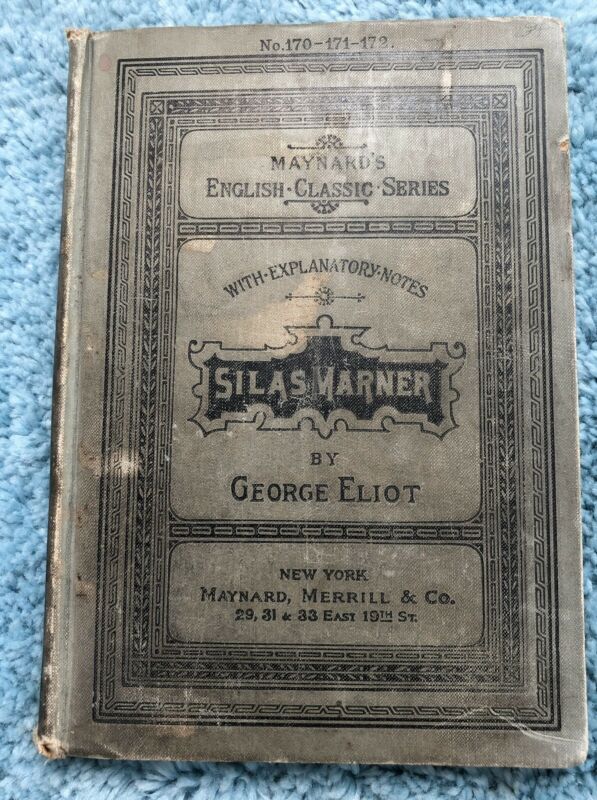 No.170-171-172.
MAYNARD'S
ENGLISH·CLASSIC·SERIES
WITH·EXPLANATORY·NOTES
SILAS MARNER
BY
GEORGE ELIOT
NEW YORK
MAYNARD, MERRILL & CO.
29, 31 & 33 EAST 19TH ST.